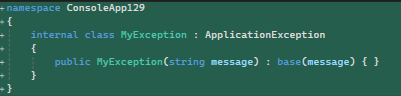 +namespace ConsoleApp129
+{
+    internal class MyException : ApplicationException
+    {
+        public MyException(string message) : base(message) { }
+    }
+}